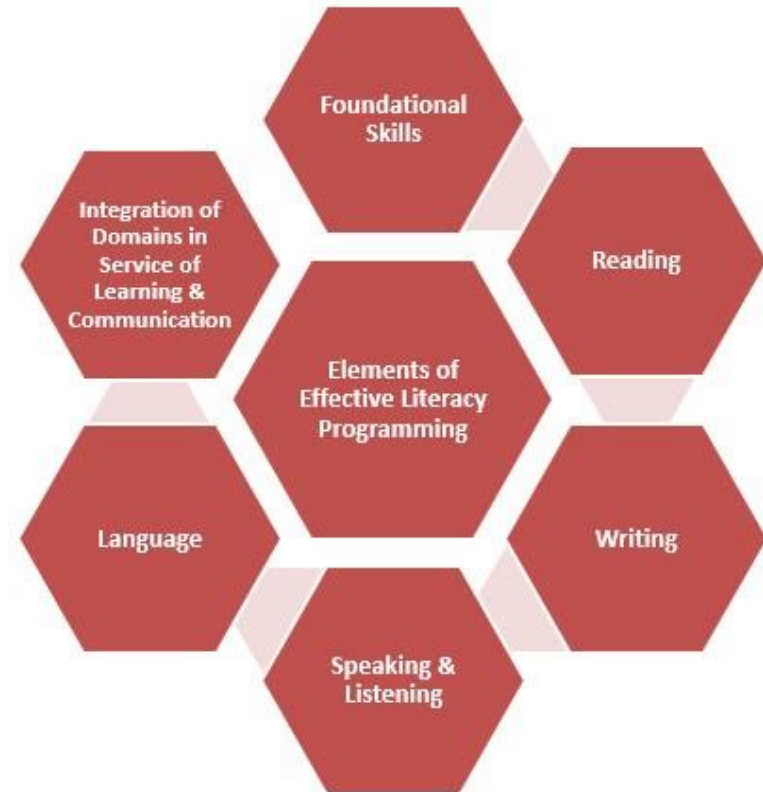 Foundational
Skills
Integration of
Domains in
Service of
Learning &
Communication
Reading
Elements of
Effective Literacy
Programming
Language
Writing
Speaking &
Listening